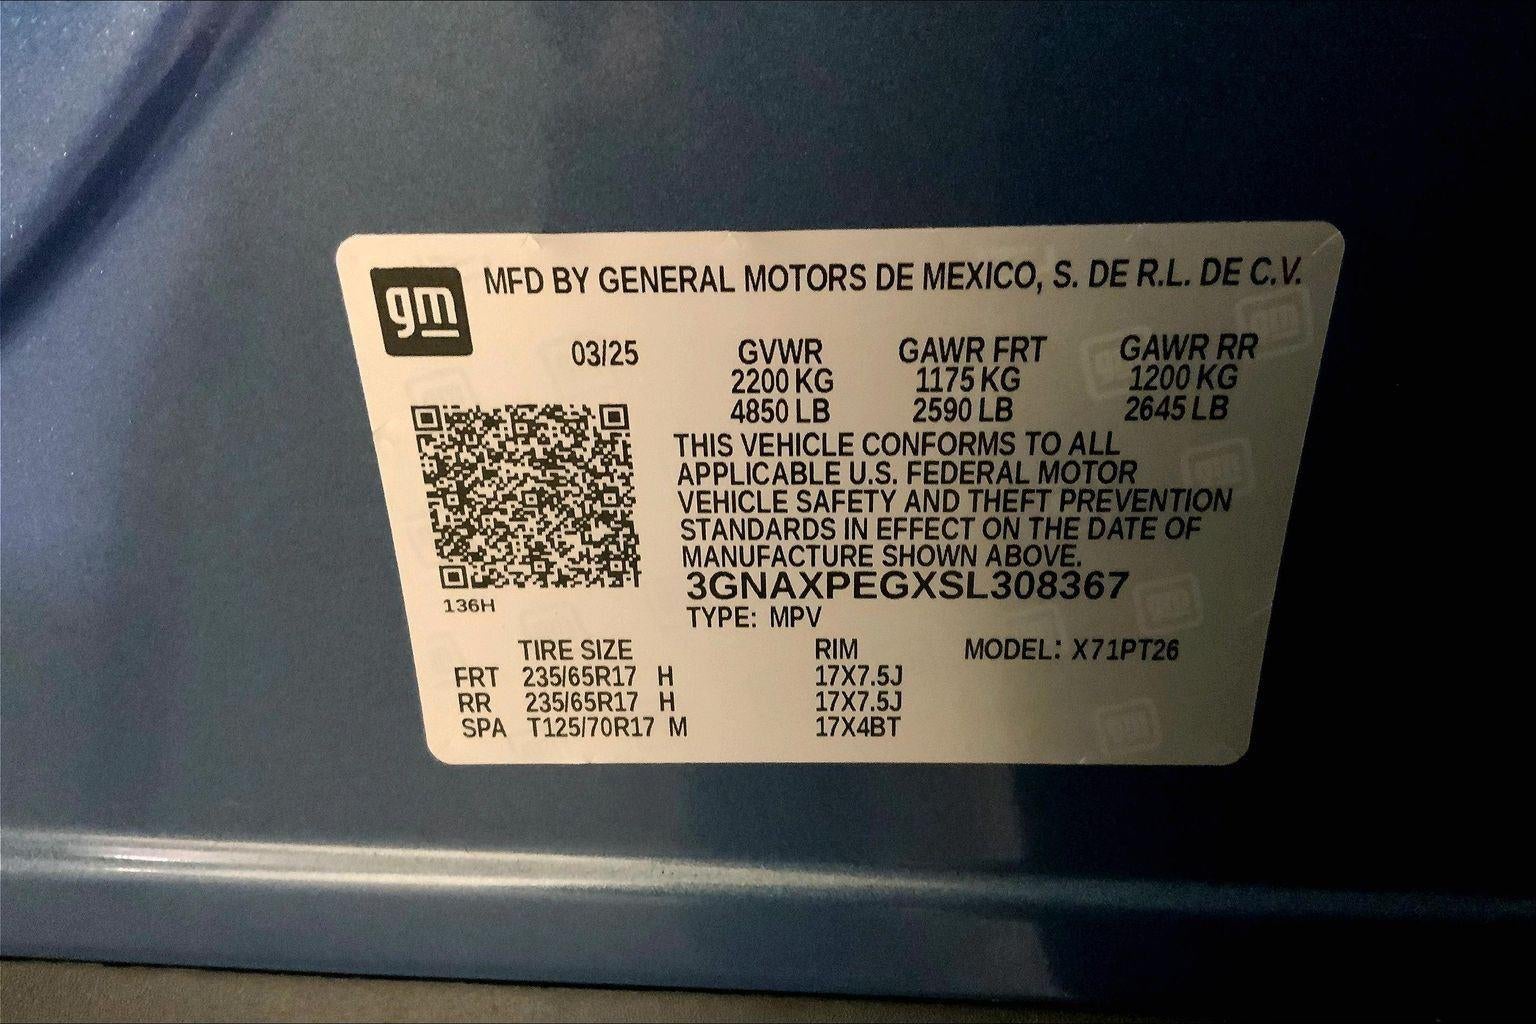 gm
MFD BY GENERAL MOTORS DE MEXICO, S. DE R.L. DE C.V.
03/25 GVWR GAWR FRT GAWR RR
2200 KG 1175 KG 1200 KG
4850 LB 2590 LB 2645 LB
THIS VEHICLE CONFORMS TO ALL
APPLICABLE U.S. FEDERAL MOTOR
VEHICLE SAFETY AND THEFT PREVENTION
STANDARDS IN EFFECT ON THE DATE OF
MANUFACTURE SHOWN ABOVE.
3GNAXPEGXSL308367
136H
TYPE: MPV
TIRE SIZE RIM MODEL: X71PT26
FRT 235/65R17 H 17X7.5J
RR 235/65R17 H 17X7.5J
SPA T125/70R17 M 17X4BT